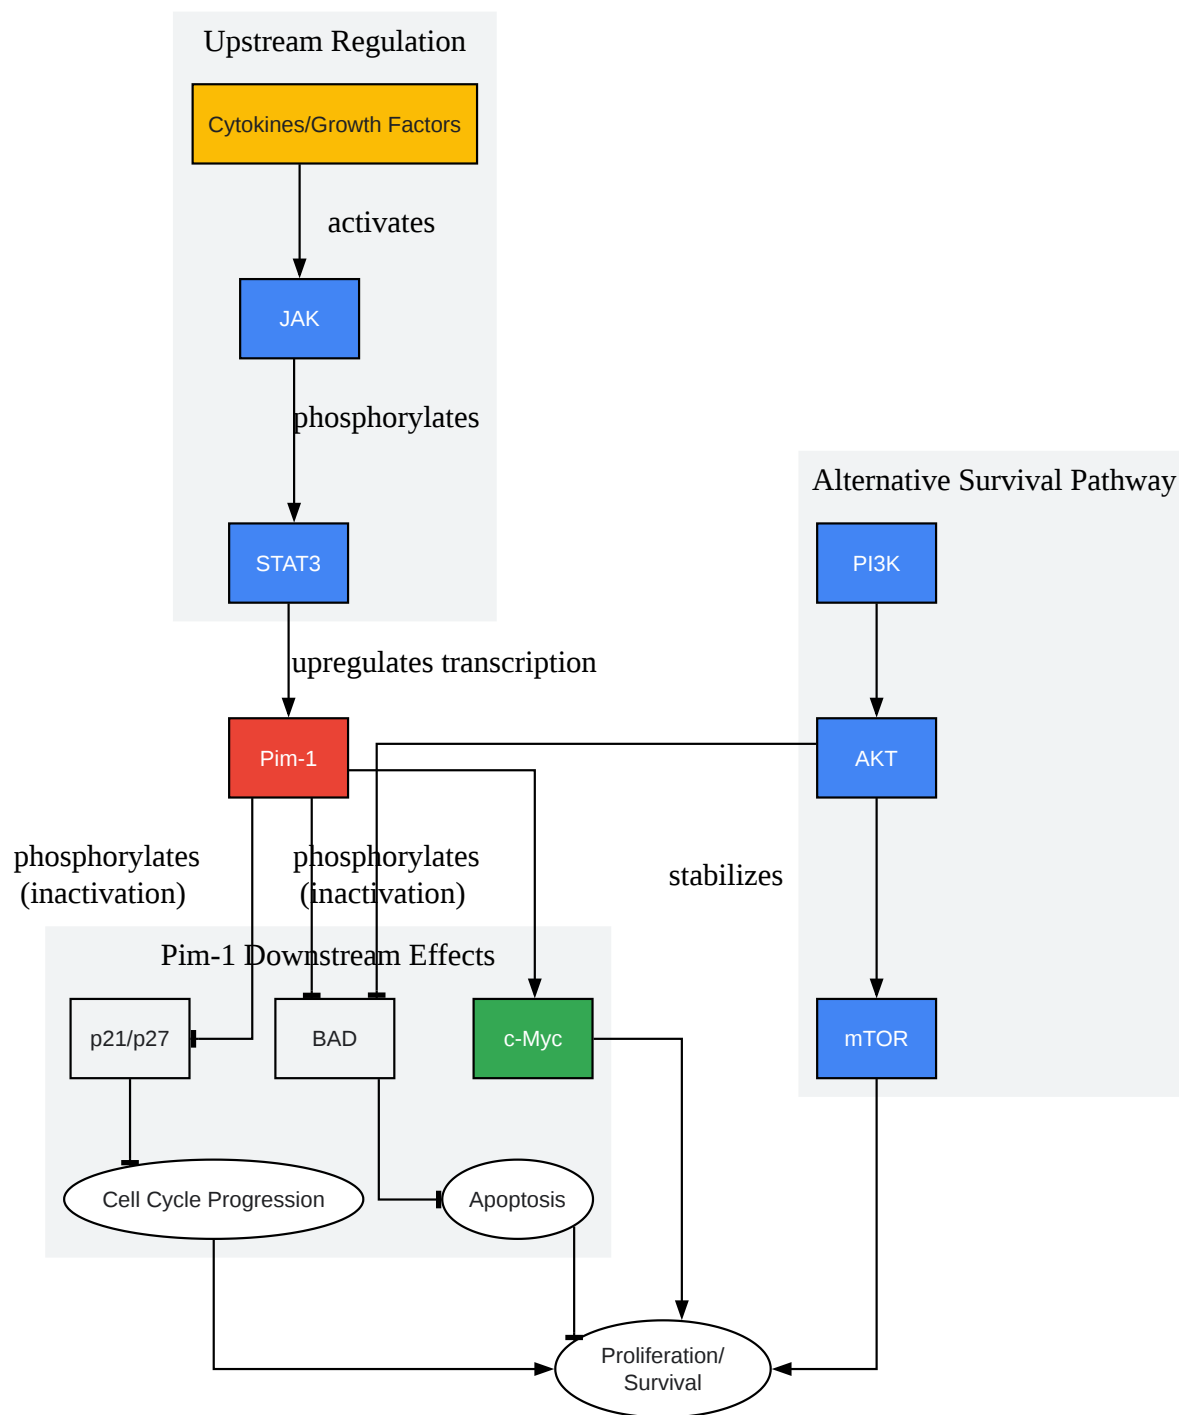 Upstream Regulation
Cytokines/Growth Factors
activates
JAK
phosphorylates
Alternative Survival Pathway
STAT3
PI3K
upregulates transcription
Pim-1
AKT
phosphorylates
(inactivation)
phosphorylates
(inactivation)
stabilizes
Pim-1 Downstream Effects
p21/p27
BAD
c-Myc
mTOR
Cell Cycle Progression
Apoptosis
Proliferation/
Survival